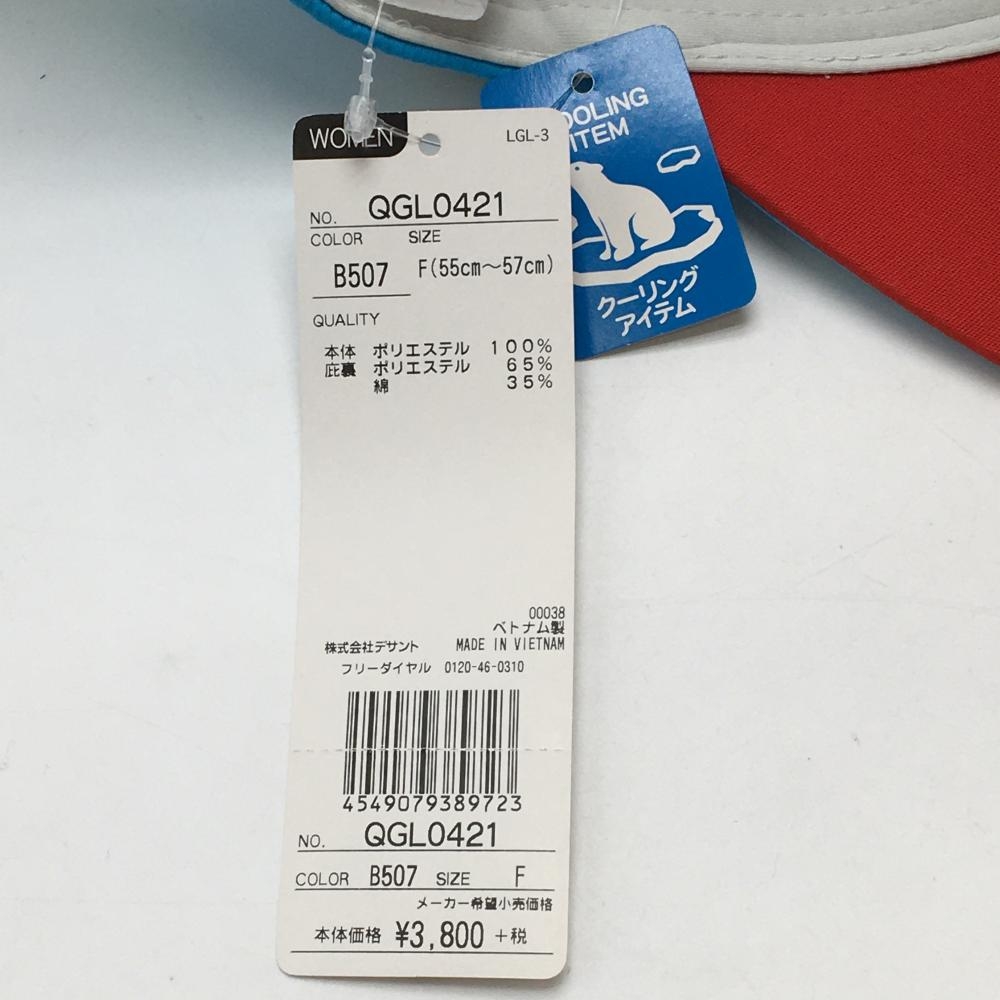 WOMEN
LGL-3
NO. QGL0421
COLOR SIZE
B507 F(55cm～57cm)
QUALITY
本体 ポリエステル 100%
庇裏 ポリエステル 65%
綿 35%
00038
ベトナム製
株式会社デサント MADE IN VIETNAM
フリーダイヤル 0120-46-0310
4549079389723
NO. QGL0421
COLOR B507 SIZE F
メーカー希望小売価格
本体価格 ¥3,800 +税
OOLING
ITEM
クーリング
アイテム